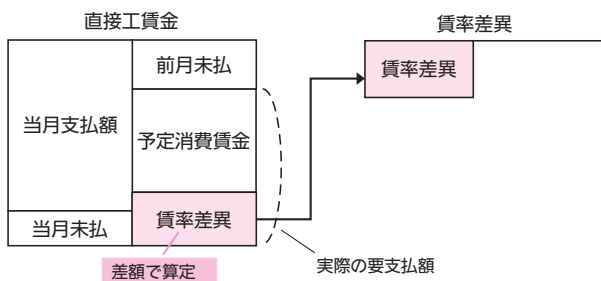 直接工賃金
賃率差異
前月未払
賃率差異
当月支払額
予定消費賃金
賃率差異
当月未払
差額で算定
実際の要支払額